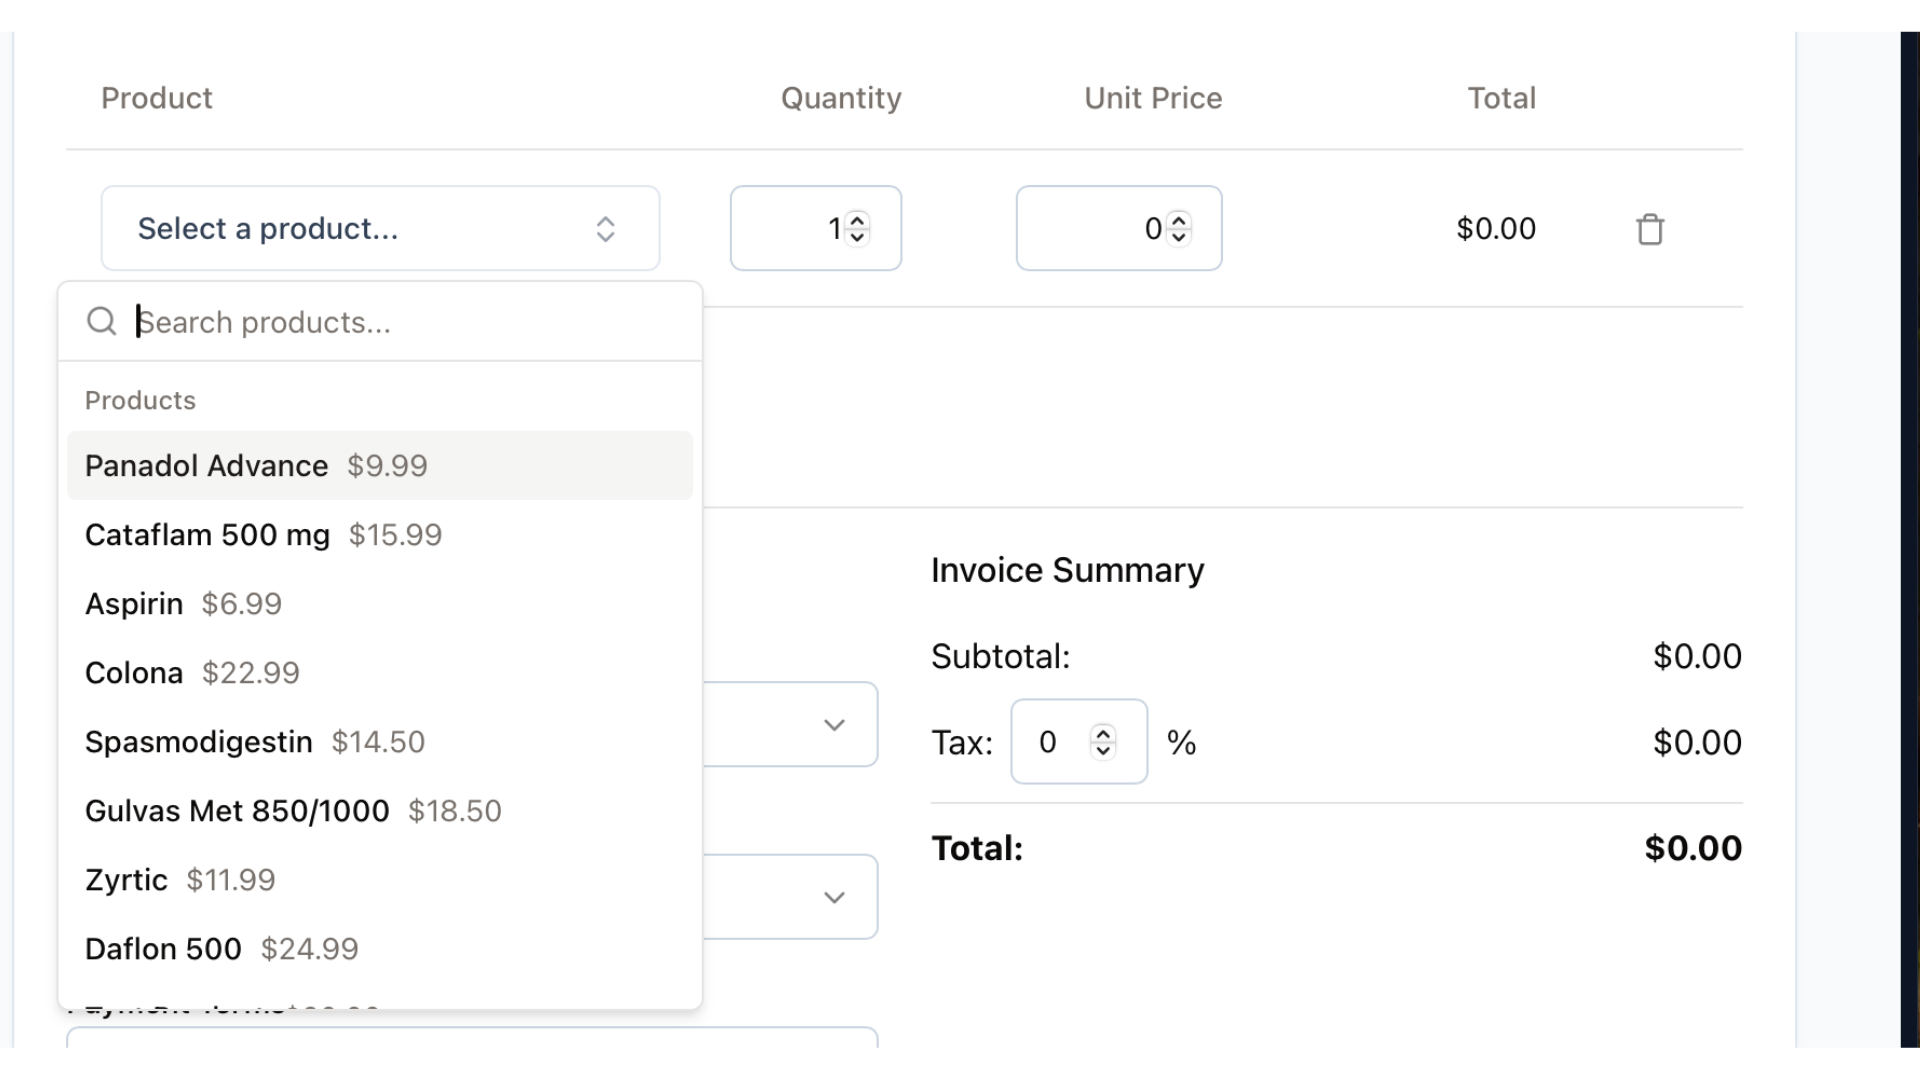 Product Quantity Unit Price Total
Select a product... 1 0 $0.00
Search products...
Products
Panadol Advance $9.99
Cataflam 500 mg $15.99
Aspirin $6.99
Colona $22.99
Spasmodigestin $14.50
Gulvas Met 850/1000 $18.50
Zyrtic $11.99
Daflon 500 $24.99
Invoice Summary
Subtotal: $0.00
Tax: 0 % $0.00
Total: $0.00